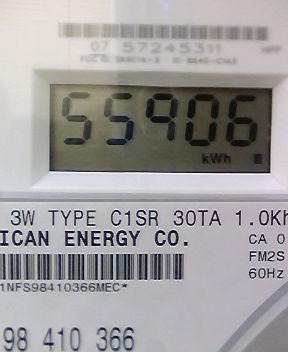 07 57245311
55906
kWh
3W TYPE C1SR 30TA 1.0Kh
ICAN ENERGY CO.
CA 0
FM2S
60Hz
1NFS98410366MEC*
98 410 366